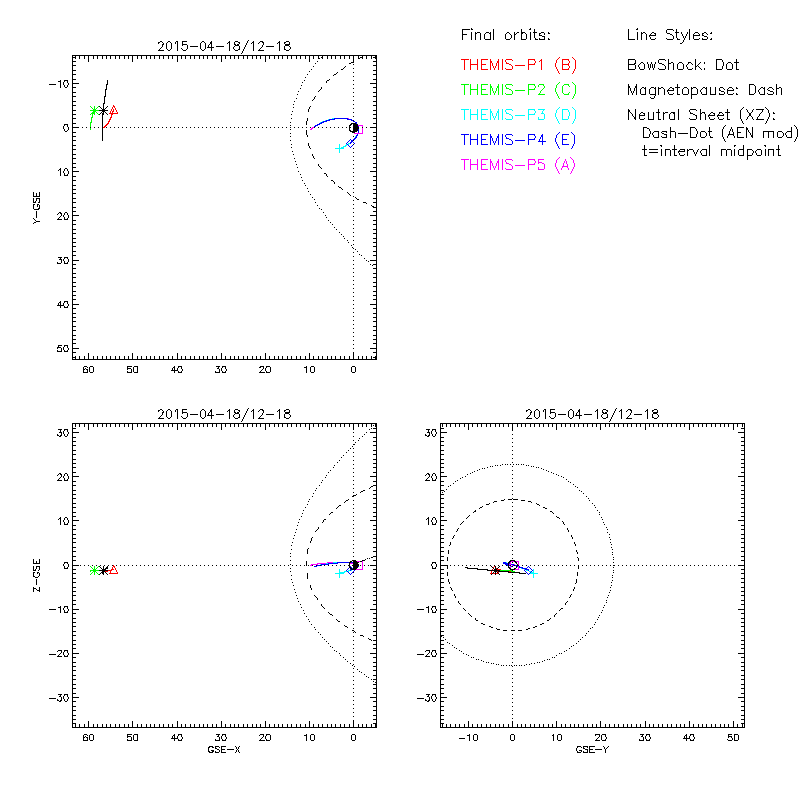 Final orbits:
THEMIS-P1 (B)
THEMIS-P2 (C)
THEMIS-P3 (D)
THEMIS-P4 (E)
THEMIS-P5 (A)
Line Styles:
BowShock: Dot
Magnetopause: Dash
Neutral Sheet (XZ):
Dash-Dot (AEN mod)
t=interval midpoint
2015-04-18/12-18
-10
0
10
20
30
40
50
Y-GSE
60 50 40 30 20 10 0
2015-04-18/12-18
30
20
10
0
-10
-20
-30
Z-GSE
60 50 40 30 20 10 0
GSE-X
2015-04-18/12-18
30
20
10
0
-10
-20
-30
-10 0 10 20 30 40 50
GSE-Y